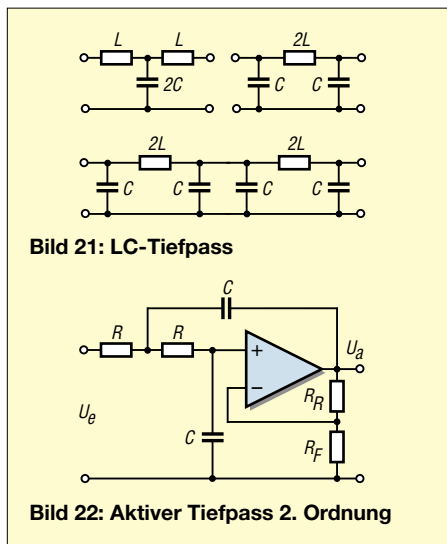 L L 2L
2C C C
2L 2L
C C C C
Bild 21: LC-Tiefpass
C
R R + U_a
− R_R
U_e C R_F
Bild 22: Aktiver Tiefpass 2. Ordnung